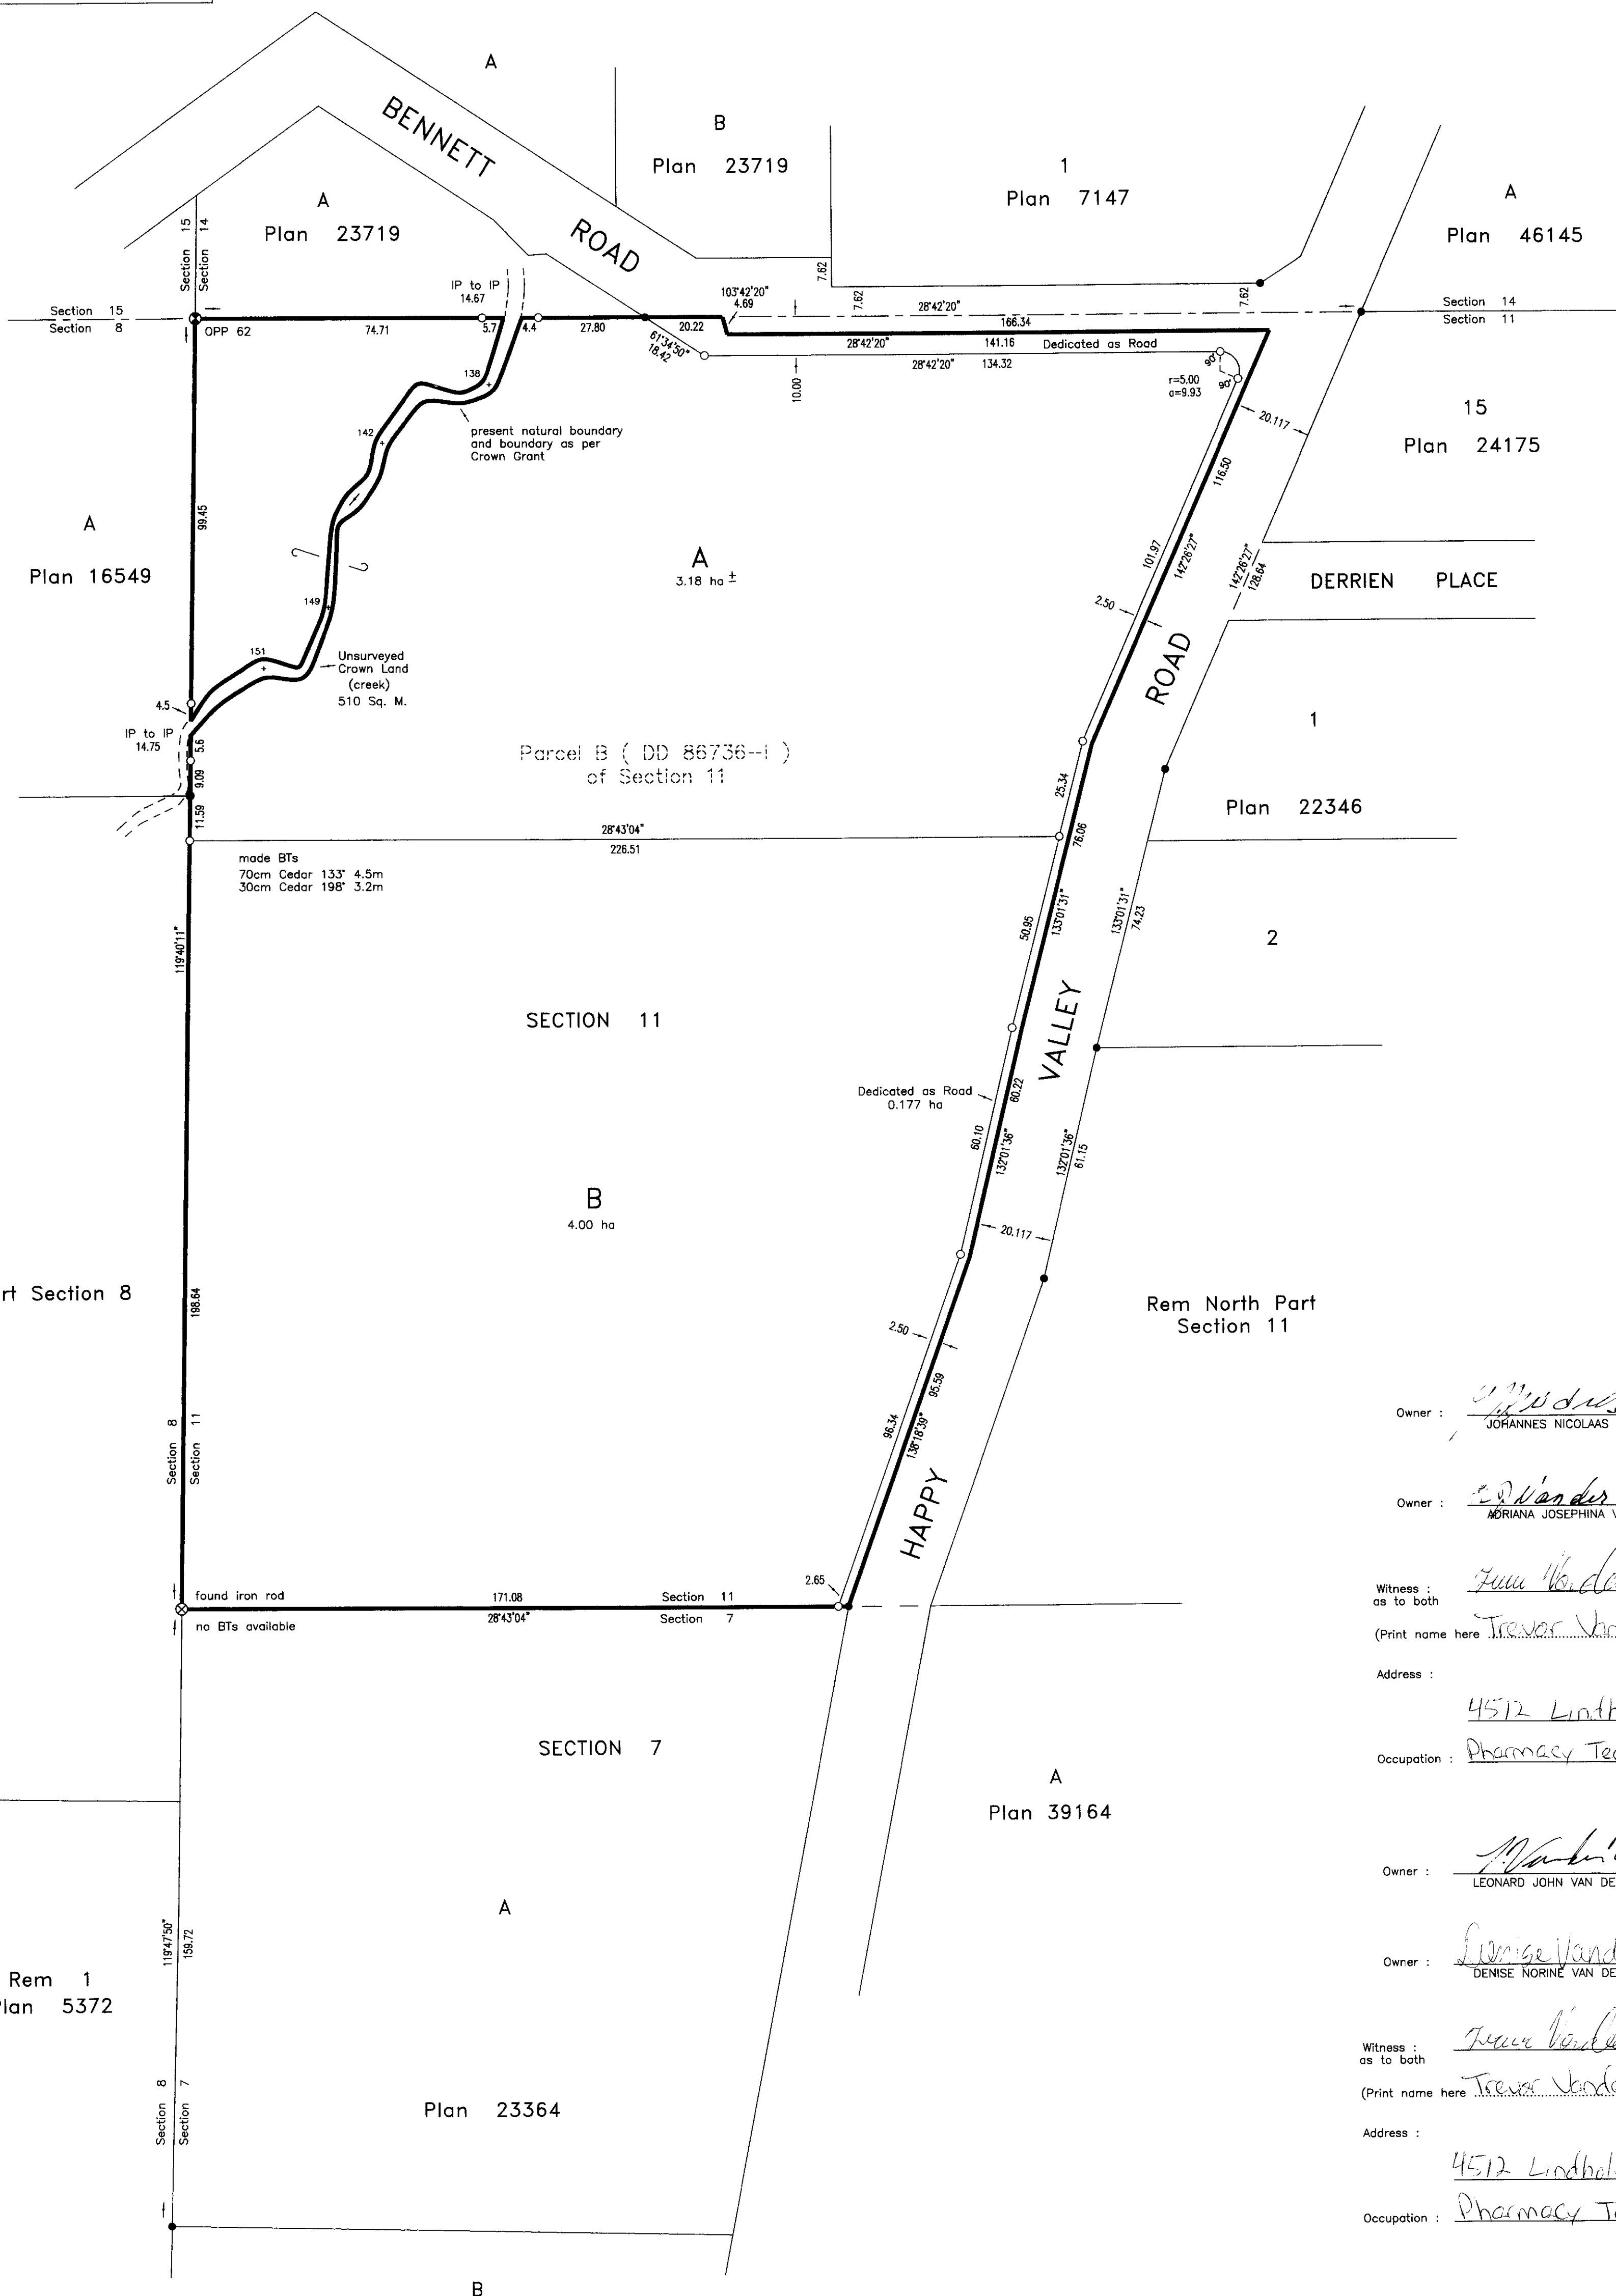 A
BENNETT
ROAD
B
Plan 23719
1
Plan 7147
A
Plan 46145
A
Plan 23719
Section 15
Section 14
IP to IP
14.67
7.62
7.62
7.62
103°42'20"
4.69
28°42'20"
Section 15
Section 8
Section 14
Section 11
OPP 62
74.71
5.7
4.4
27.80
20.22
166.34
61°34'50"
18.42
28°42'20"
141.16
Dedicated as Road
28°42'20"
134.32
10.00
90°
90°
r=5.00
a=9.93
138
20.117
15
Plan 24175
present natural boundary
and boundary as per
Crown Grant
142
116.50
99.45
A
Plan 16549
A
3.18 ha ±
101.97
142°26'27"
142°26'27"
128.64
DERRIEN PLACE
149
2.50
ROAD
151
Unsurveyed
Crown Land
(creek)
510 Sq. M.
4.5
IP to IP
14.75
5.6
9.09
11.59
Parcel B ( DD 86736--I )
of Section 11
1
Plan 22346
25.34
76.06
28°43'04"
226.51
made BTs
70cm Cedar 133° 4.5m
30cm Cedar 198° 3.2m
119°40'11"
50.95
133°01'31"
133°01'31"
74.23
2
SECTION 11
VALLEY
Dedicated as Road
0.177 ha
60.22
60.10
132°01'36"
132°01'36"
61.15
B
4.00 ha
20.117
rt Section 8
198.64
Rem North Part
Section 11
2.50
95.59
96.34
138°18'39"
Section 8
Section 11
HAPPY
Owner :
JOHANNES NICOLAAS
Owner : Vander
ADRIANA JOSEPHINA V
2.65
found iron rod
171.08
Section 11
28°43'04"
Section 7
no BTs available
Witness :
as to both
(Print name here Trevor Van
Address :
4512 Lindh
Occupation : Pharmacy Tec
SECTION 7
A
Plan 39164
A
Owner :
LEONARD JOHN VAN DE
119°47'50"
159.72
Owner : Denise Vand
DENISE NORINE VAN DE
Rem 1
Plan 5372
Witness :
as to both
(Print name here Trevor Vande
Section 8
Section 7
Plan 23364
Address :
4512 Lindhol
Occupation : Pharmacy T
B